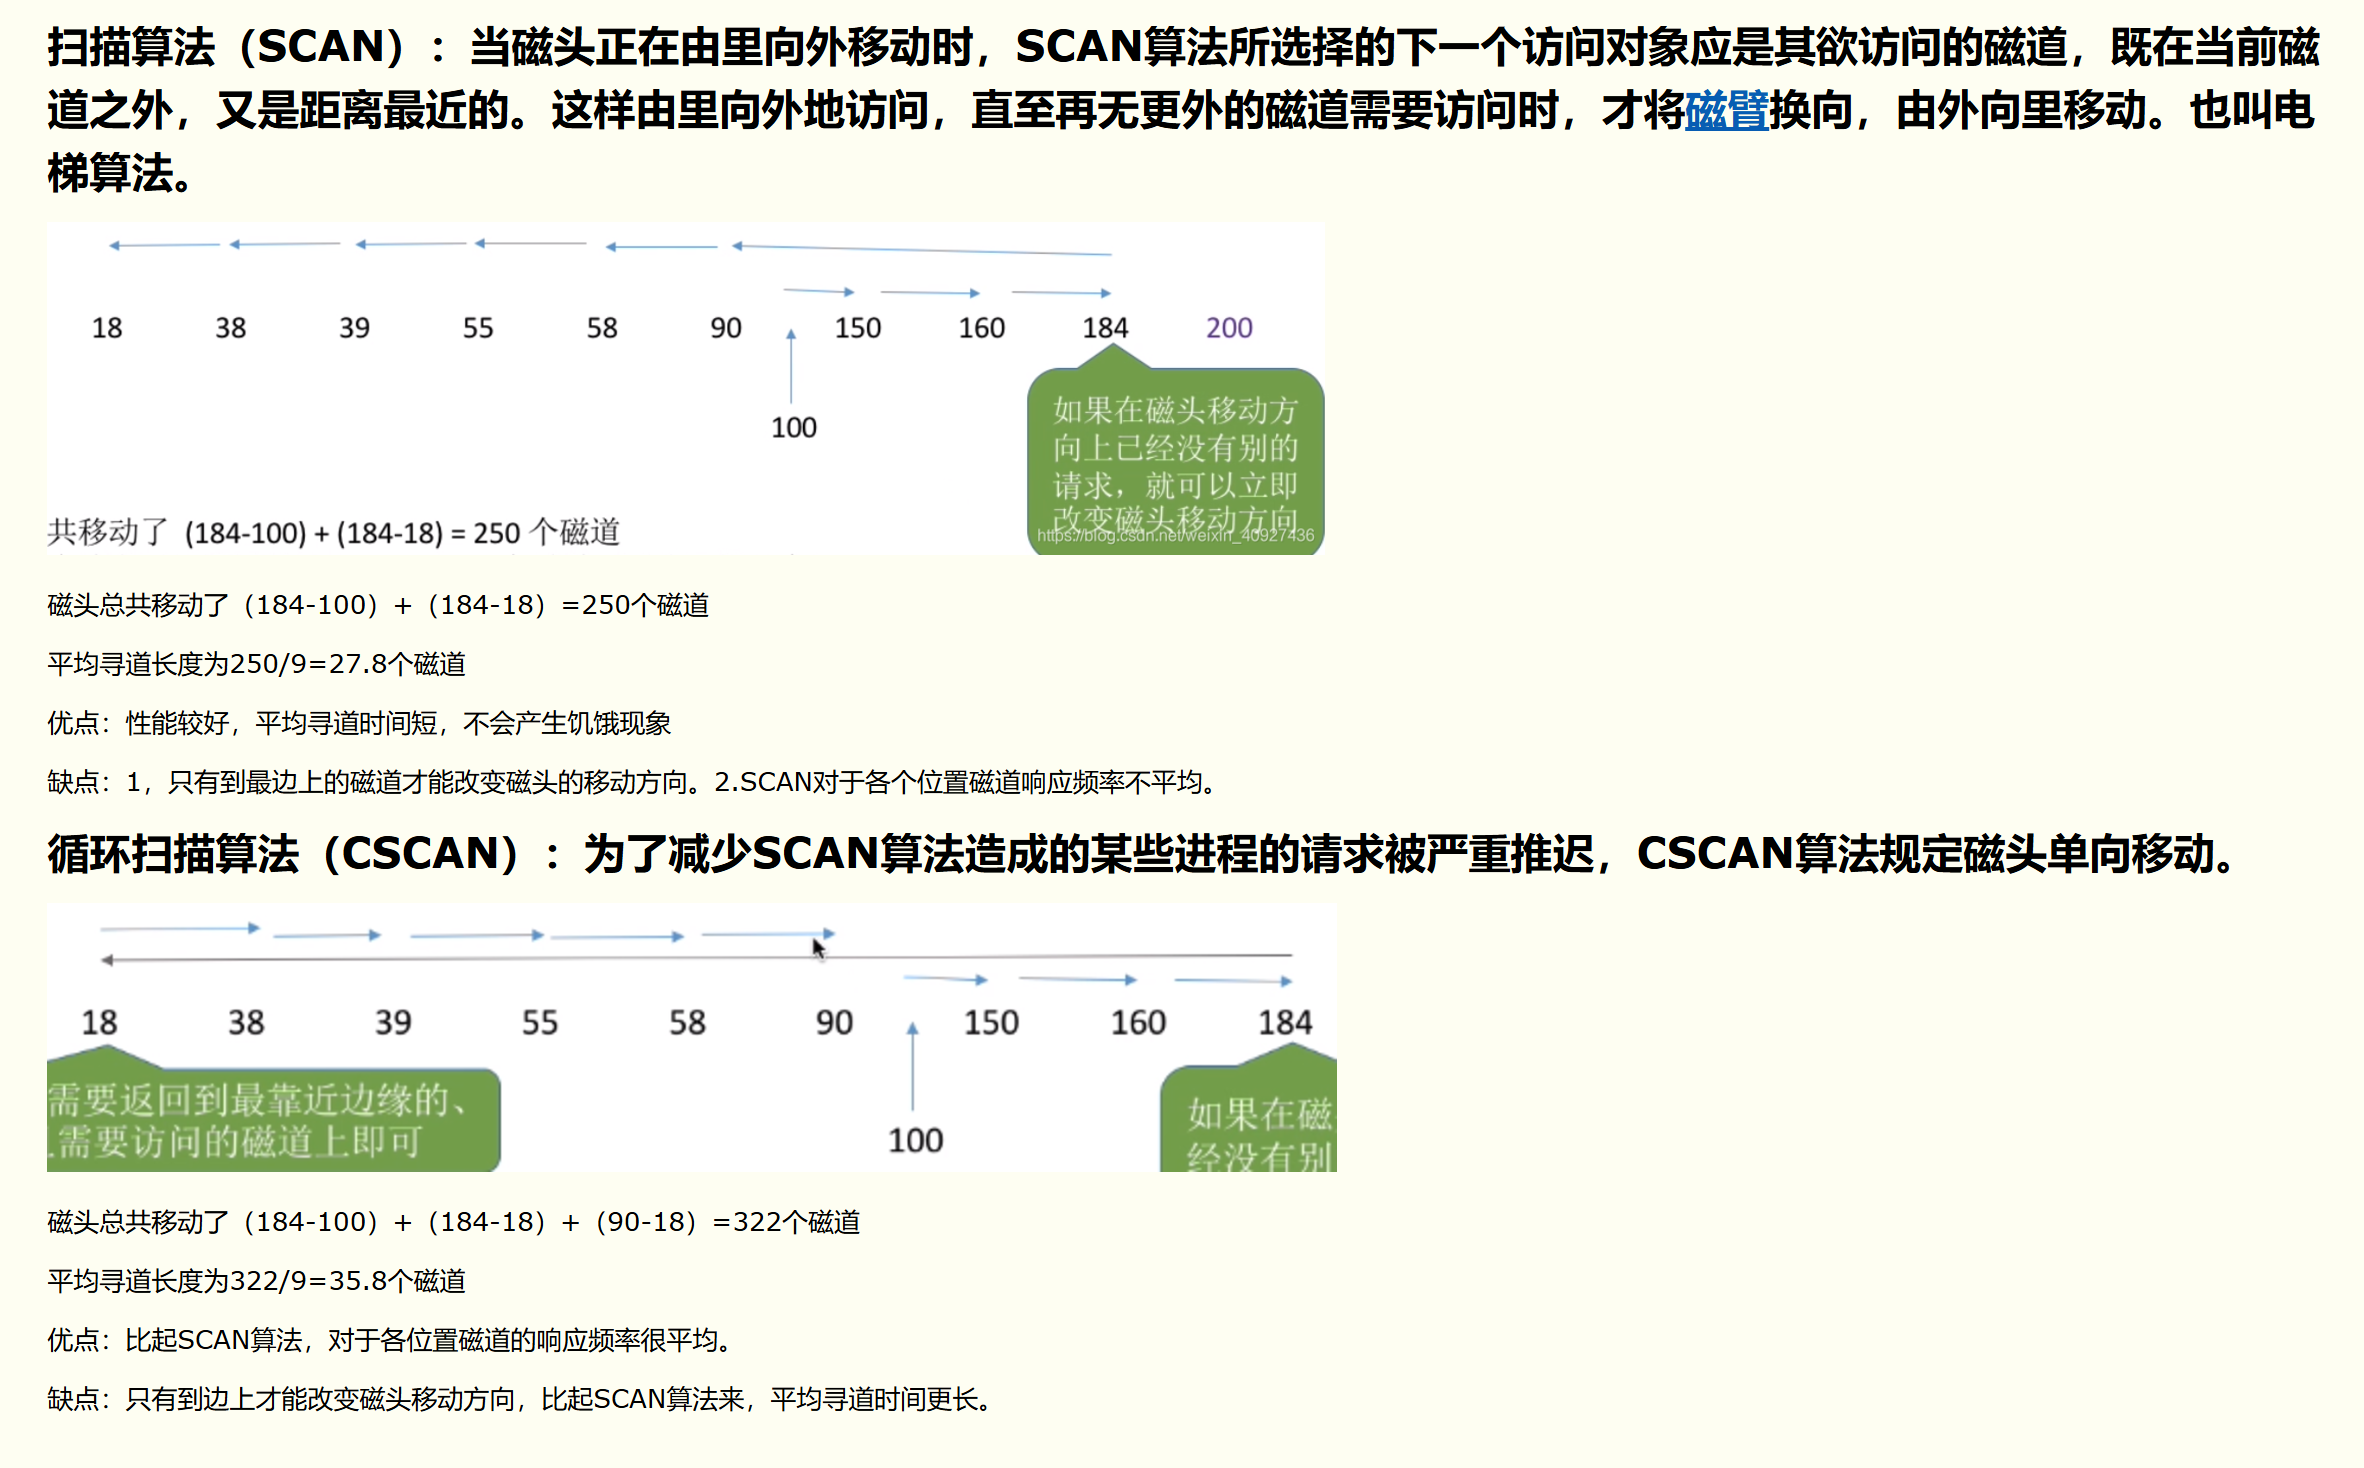 扫描算法（SCAN）：当磁头正在由里向外移动时，SCAN算法所选择的下一个访问对象应是其欲访问的磁道，既在当前磁
道之外，又是距离最近的。这样由里向外地访问，直至再无更外的磁道需要访问时，才将磁臂换向，由外向里移动。也叫电
梯算法。
18 38 39 55 58 90 150 160 184 200
100
如果在磁头移动方
向上已经没有别的
请求，就可以立即
改变磁头移动方向
https://blog.csdn.net/weixin_40927436
共移动了 (184-100) + (184-18) = 250 个磁道
磁头总共移动了（184-100）+（184-18）=250个磁道
平均寻道长度为250/9=27.8个磁道
优点：性能较好，平均寻道时间短，不会产生饥饿现象
缺点：1，只有到最边上的磁道才能改变磁头的移动方向。2.SCAN对于各个位置磁道响应频率不平均。
循环扫描算法（CSCAN）：为了减少SCAN算法造成的某些进程的请求被严重推迟，CSCAN算法规定磁头单向移动。
18 38 39 55 58 90 150 160 184
需要返回到最靠近边缘的、
需要访问的磁道上即可
100
如果在磁
经没有别
磁头总共移动了（184-100）+（184-18）+（90-18）=322个磁道
平均寻道长度为322/9=35.8个磁道
优点：比起SCAN算法，对于各位置磁道的响应频率很平均。
缺点：只有到边上才能改变磁头移动方向，比起SCAN算法来，平均寻道时间更长。